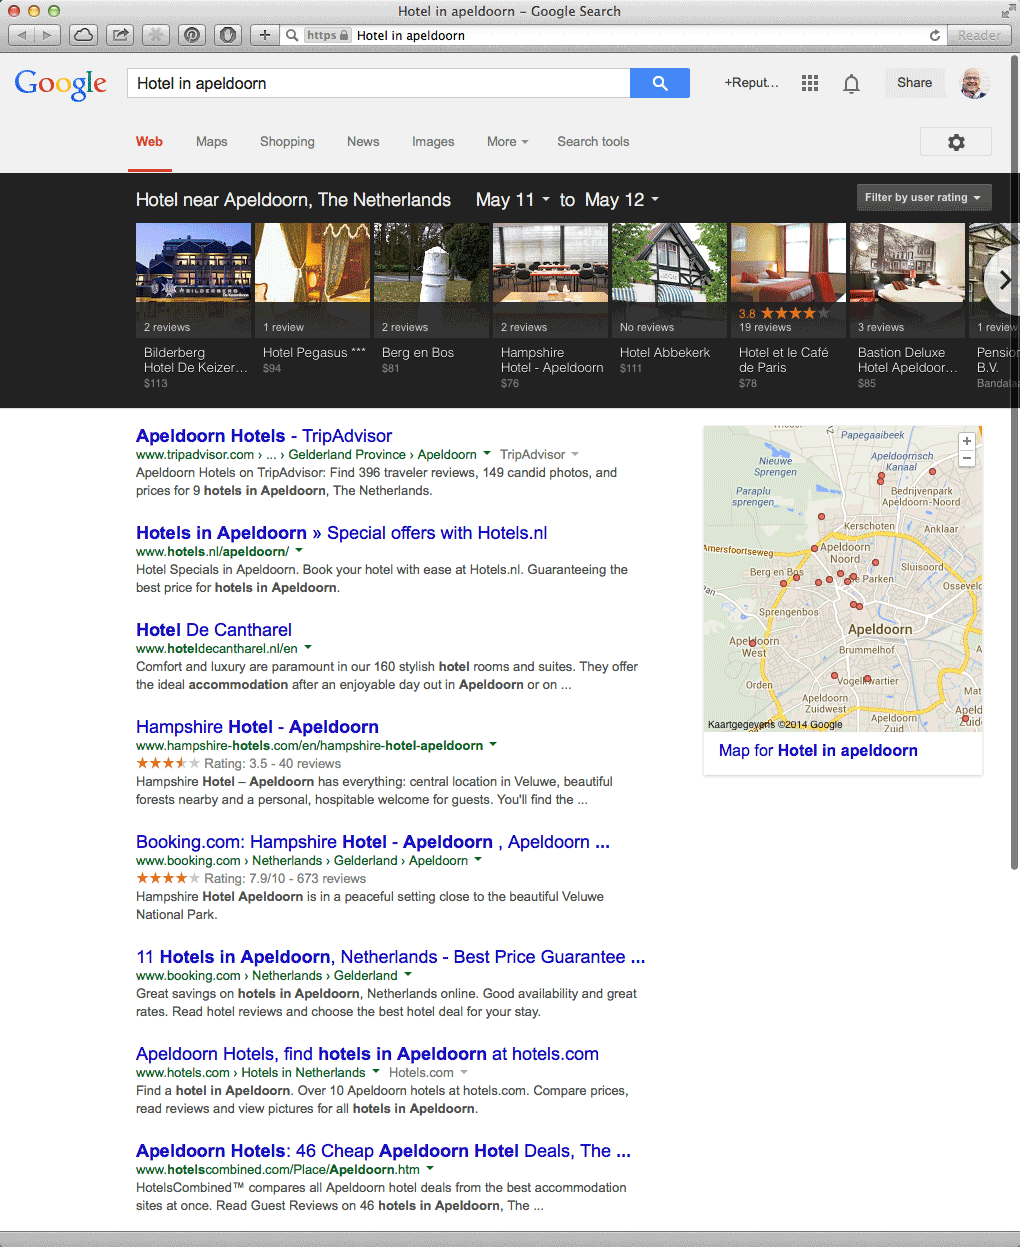 Hotel in apeldoorn – Google Search
https Hotel in apeldoorn Reader
Google Hotel in apeldoorn +Reput... Share
Web Maps Shopping News Images More Search tools
Hotel near Apeldoorn, The Netherlands May 11 to May 12 Filter by user rating
2 reviews
Bilderberg
Hotel De Keizer...
$113
1 review
Hotel Pegasus ***
$94
2 reviews
Berg en Bos
$81
2 reviews
Hampshire
Hotel - Apeldoorn
$76
No reviews
Hotel Abbekerk
$111
3.8
19 reviews
Hotel et le Café
de Paris
$78
3 reviews
Bastion Deluxe
Hotel Apeldoor...
$85
1 review
Pensio
B.V.
Bandala
Apeldoorn Hotels - TripAdvisor
www.tripadvisor.com › ... › Gelderland Province › Apeldoorn TripAdvisor
Apeldoorn Hotels on TripAdvisor: Find 396 traveler reviews, 149 candid photos, and
prices for 9 hotels in Apeldoorn, The Netherlands.
Hotels in Apeldoorn » Special offers with Hotels.nl
www.hotels.nl/apeldoorn/
Hotel Specials in Apeldoorn. Book your hotel with ease at Hotels.nl. Guaranteeing the
best price for hotels in Apeldoorn.
Hotel De Cantharel
www.hoteldecantharel.nl/en
Comfort and luxury are paramount in our 160 stylish hotel rooms and suites. They offer
the ideal accommodation after an enjoyable day out in Apeldoorn or on ...
Hampshire Hotel - Apeldoorn
www.hampshire-hotels.com/en/hampshire-hotel-apeldoorn
Rating: 3.5 - 40 reviews
Hampshire Hotel – Apeldoorn has everything: central location in Veluwe, beautiful
forests nearby and a personal, hospitable welcome for guests. You'll find the ...
Booking.com: Hampshire Hotel - Apeldoorn , Apeldoorn ...
www.booking.com › Netherlands › Gelderland › Apeldoorn
Rating: 7.9/10 - 673 reviews
Hampshire Hotel Apeldoorn is in a peaceful setting close to the beautiful Veluwe
National Park.
11 Hotels in Apeldoorn, Netherlands - Best Price Guarantee ...
www.booking.com › Netherlands › Gelderland
Great savings on hotels in Apeldoorn, Netherlands online. Good availability and great
rates. Read hotel reviews and choose the best hotel deal for your stay.
Apeldoorn Hotels, find hotels in Apeldoorn at hotels.com
www.hotels.com › Hotels in Netherlands Hotels.com
Find a hotel in Apeldoorn. Over 10 Apeldoorn hotels at hotels.com. Compare prices,
read reviews and view pictures for all hotels in Apeldoorn.
Apeldoorn Hotels: 46 Cheap Apeldoorn Hotel Deals, The ...
www.hotelscombined.com/Place/Apeldoorn.htm
HotelsCombined™ compares all Apeldoorn hotel deals from the best accommodation
sites at once. Read Guest Reviews on 46 hotels in Apeldoorn, The ...
Papegaaibeek
Nieuwe
Sprengen
Apeldoornsch
Kanaal
Paraplu
sprengen
Bedrijvenpark
Apeldoorn-Noord
Kerschoten
Anklaar
Amersfoortseweg
Apeldoorn
Noord
Berg en Bos
De Parken
Sluisoord
Osseveld
Sprengenbos
Apeldoorn
Apeldoorn
West
Brummelhof
Orden
Vogelkwartier
Mat
Apeldoorn
Zuidwest
Apeldoorn
Zuid
Apeld
Zuid
Kaartgegevens ©2014 Google
Map for Hotel in apeldoorn